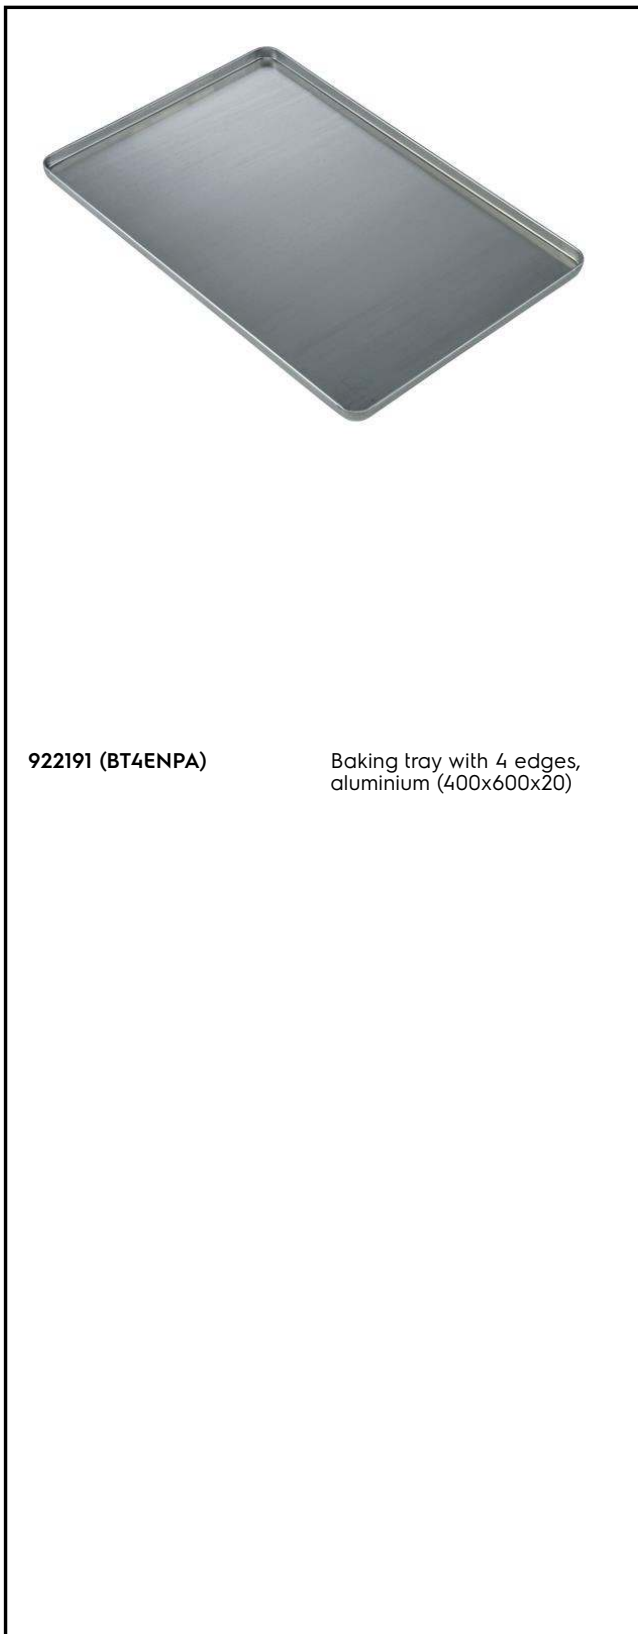 922191 (BT4ENPA)
Baking tray with 4 edges,
aluminium (400x600x20)